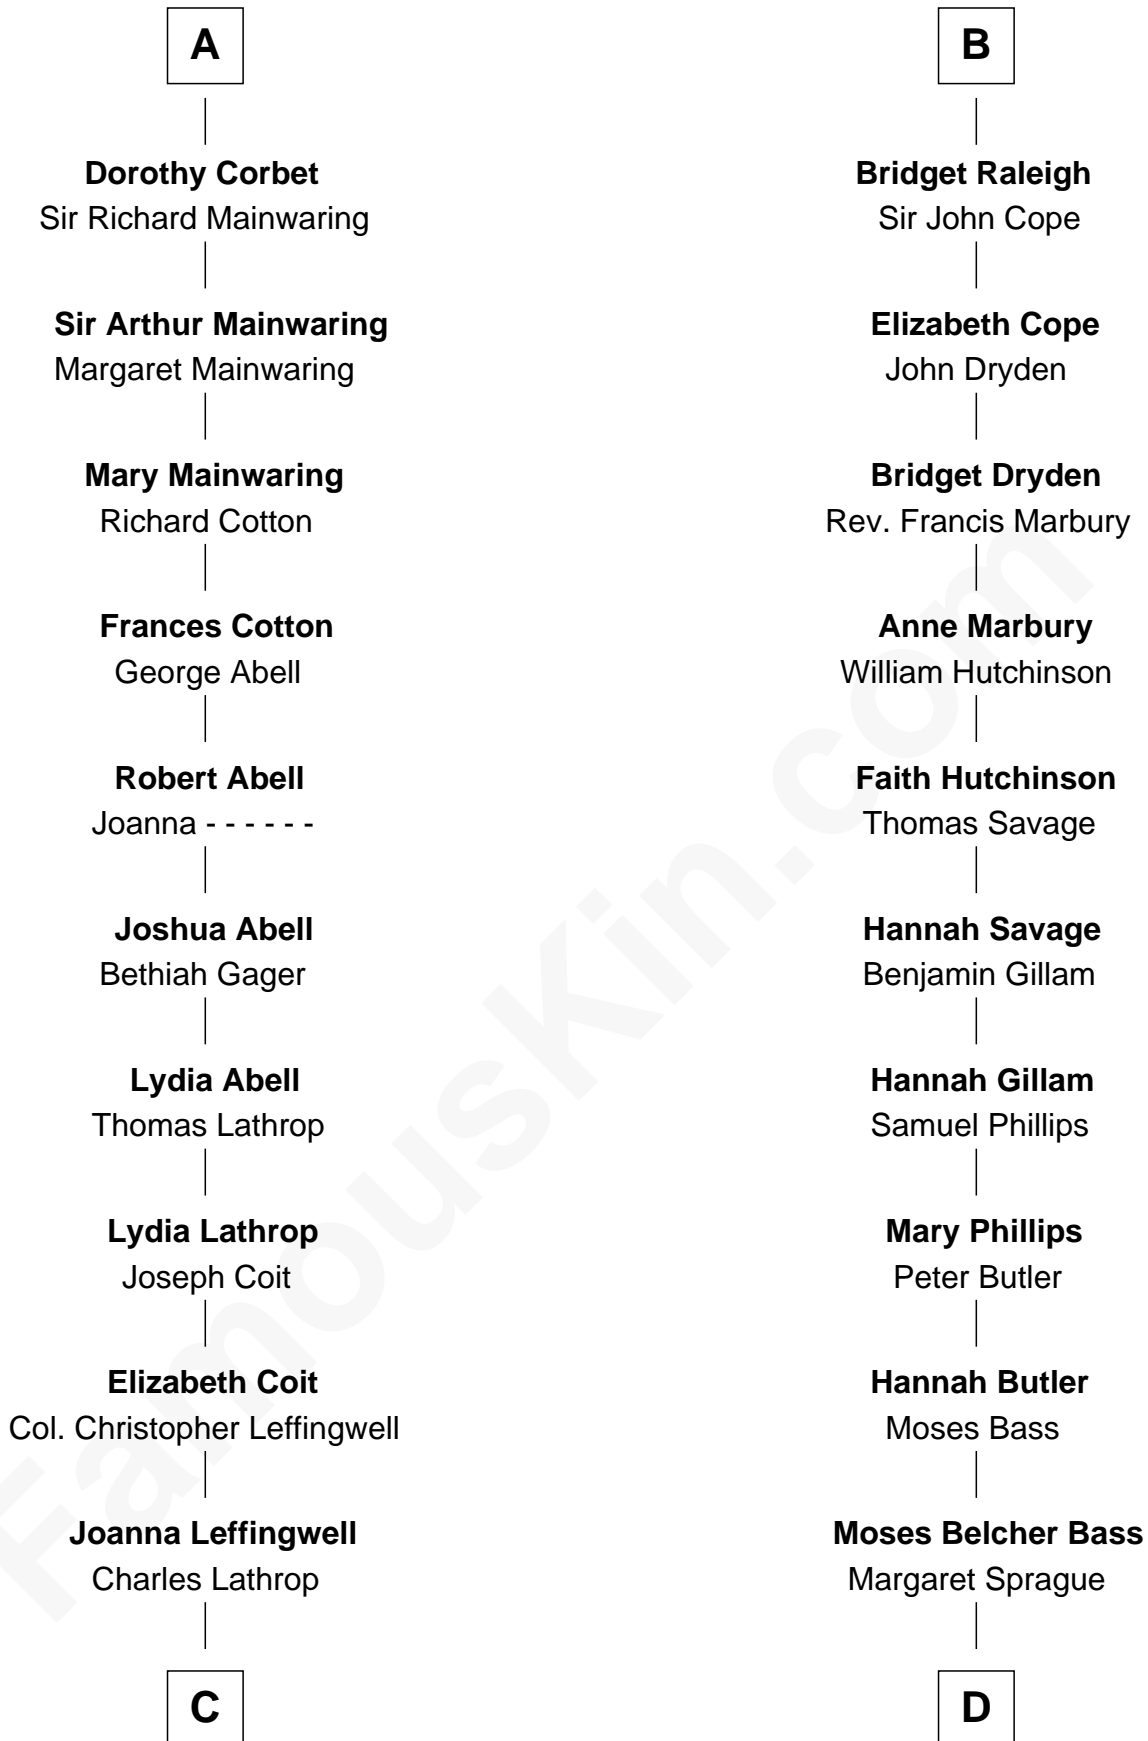 A
Dorothy Corbet
Sir Richard Mainwaring
Sir Arthur Mainwaring
Margaret Mainwaring
Mary Mainwaring
Richard Cotton
Frances Cotton
George Abell
Robert Abell
Joanna - - - - - -
Joshua Abell
Bethiah Gager
Lydia Abell
Thomas Lathrop
Lydia Lathrop
Joseph Coit
Elizabeth Coit
Col. Christopher Leffingwell
Joanna Leffingwell
Charles Lathrop
C
B
Bridget Raleigh
Sir John Cope
Elizabeth Cope
John Dryden
Bridget Dryden
Rev. Francis Marbury
Anne Marbury
William Hutchinson
Faith Hutchinson
Thomas Savage
Hannah Savage
Benjamin Gillam
Hannah Gillam
Samuel Phillips
Mary Phillips
Peter Butler
Hannah Butler
Moses Bass
Moses Belcher Bass
Margaret Sprague
D
FamousKin.com